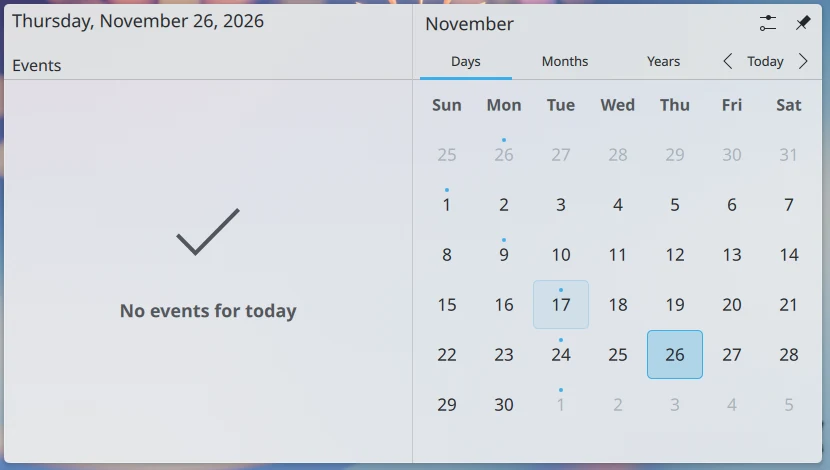 Thursday, November 26, 2026
Events
No events for today
November
Days Months Years Today
Sun Mon Tue Wed Thu Fri Sat
25 26 27 28 29 30 31
1 2 3 4 5 6 7
8 9 10 11 12 13 14
15 16 17 18 19 20 21
22 23 24 25 26 27 28
29 30 1 2 3 4 5